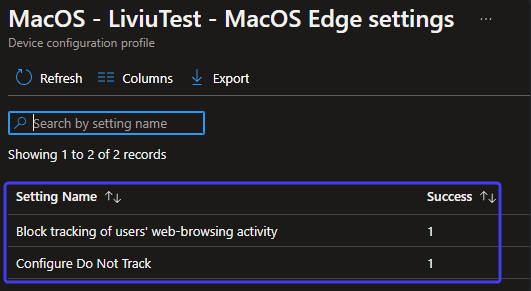 MacOS - LiviuTest - MacOS Edge settings ...
Device configuration profile
Refresh Columns Export
Search by setting name
Showing 1 to 2 of 2 records
Setting Name ↑↓ Success ↑↓
Block tracking of users' web-browsing activity 1
Configure Do Not Track 1